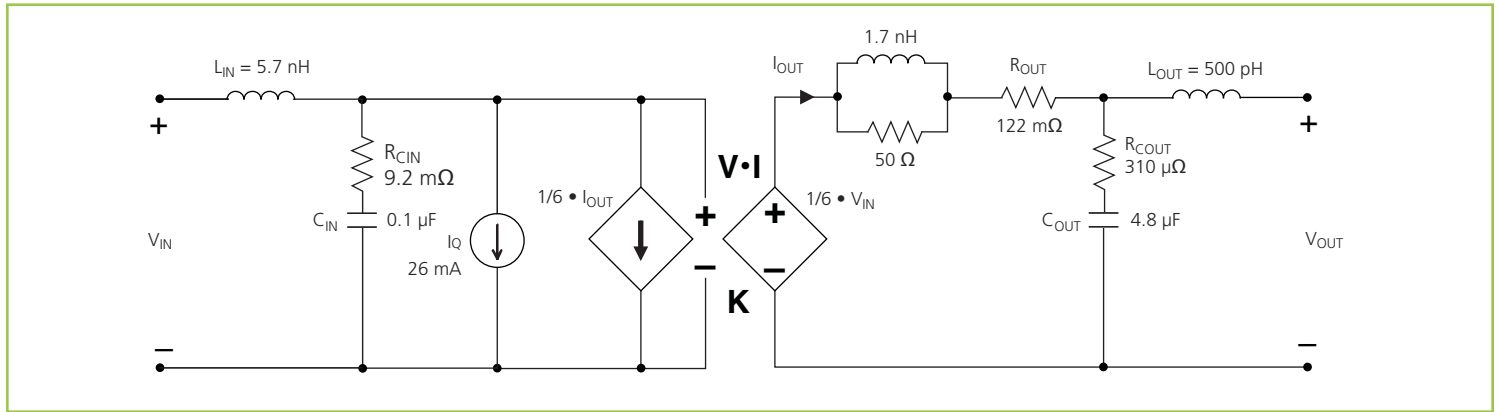 L_IN = 5.7 nH
+
R_CIN
9.2 mΩ
C_IN
0.1 µF
V_IN
–
I_Q
26 mA
1/6 • I_OUT
+
–
V•I
K
1/6 • V_IN
+
–
I_OUT
1.7 nH
50 Ω
R_OUT
122 mΩ
L_OUT = 500 pH
+
R_COUT
310 µΩ
C_OUT
4.8 µF
V_OUT
–